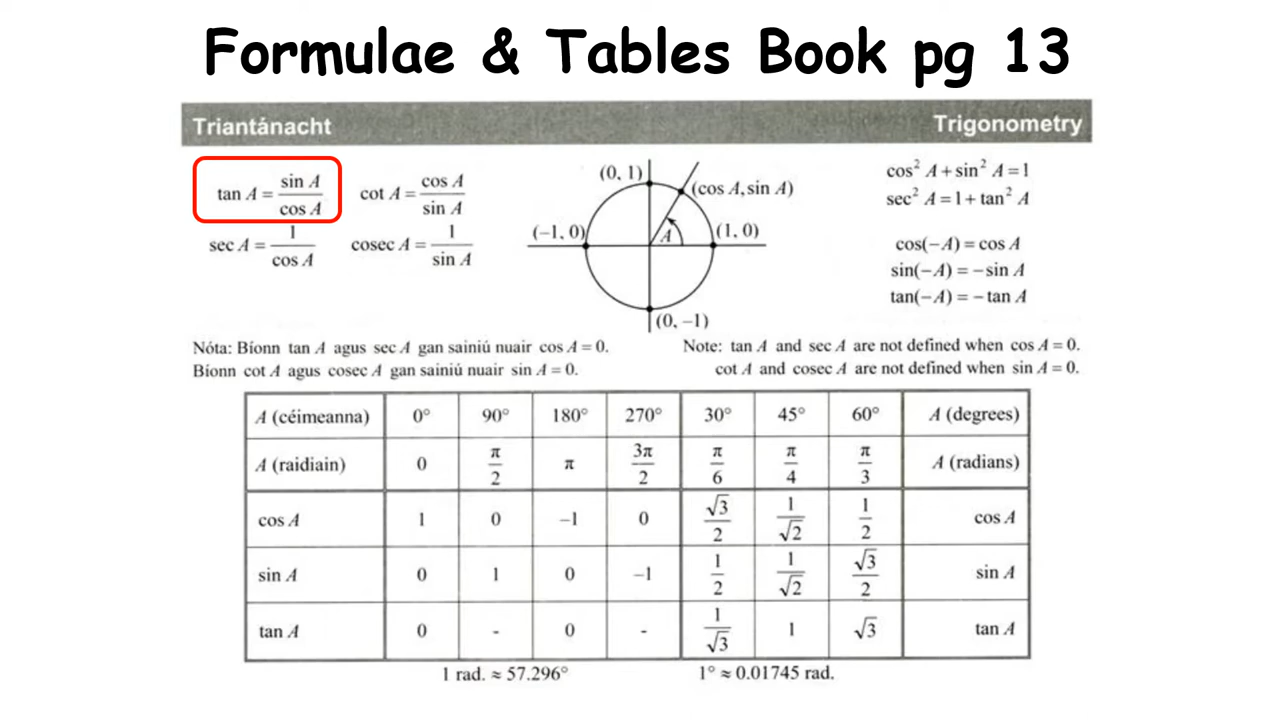 Formulae & Tables Book pg 13
Triantánacht Trigonometry
tan A = sin A / cos A cot A = cos A / sin A
sec A = 1 / cos A cosec A = 1 / sin A
(0, 1)
(cos A, sin A)
(−1, 0)
A
(1, 0)
(0, −1)
cos² A + sin² A = 1
sec² A = 1 + tan² A
cos(−A) = cos A
sin(−A) = −sin A
tan(−A) = −tan A
Nóta: Bíonn tan A agus sec A gan sainiú nuair cos A = 0.
Bíonn cot A agus cosec A gan sainiú nuair sin A = 0.
Note: tan A and sec A are not defined when cos A = 0.
cot A and cosec A are not defined when sin A = 0.
A (céimeanna) 0° 90° 180° 270° 30° 45° 60° A (degrees)
A (raidiain) 0 π/2 π 3π/2 π/6 π/4 π/3 A (radians)
cos A 1 0 −1 0 √3/2 1/√2 1/2 cos A
sin A 0 1 0 −1 1/2 1/√2 √3/2 sin A
tan A 0 - 0 - 1/√3 1 √3 tan A
1 rad. ≈ 57.296° 1° ≈ 0.01745 rad.